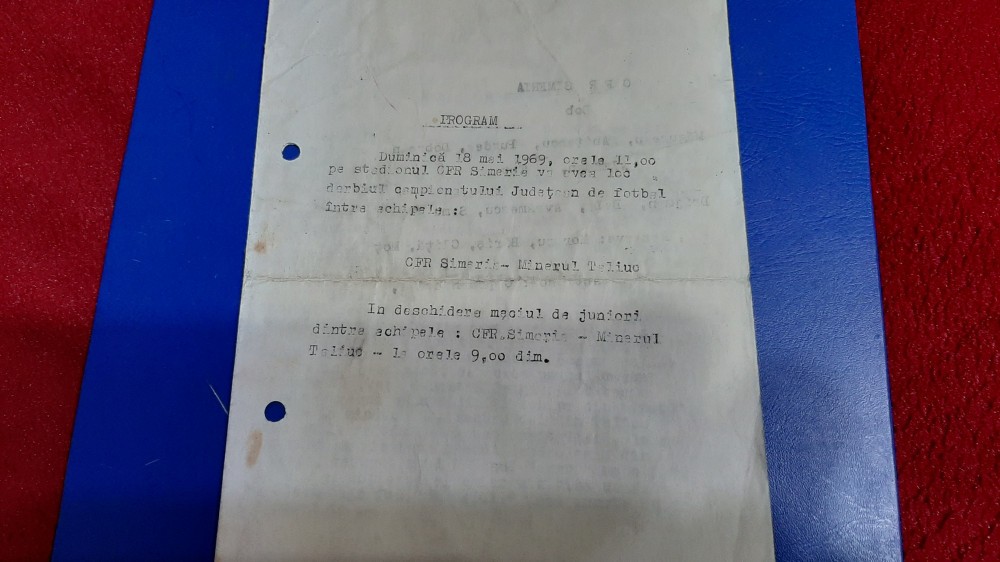 PROGRAM
Duminică 18 mai 1969, orele 11,oo
pe stadionul CFR Simeria va avea loc
derbiul campionatului Județean de fotbal
între echipele :
CFR Simeria- Minerul Teliuc
In deschidere meciul de juniori
dintre echipele : CFR.Simeria - Minerul
Teliuc - la orele 9,oo dim.